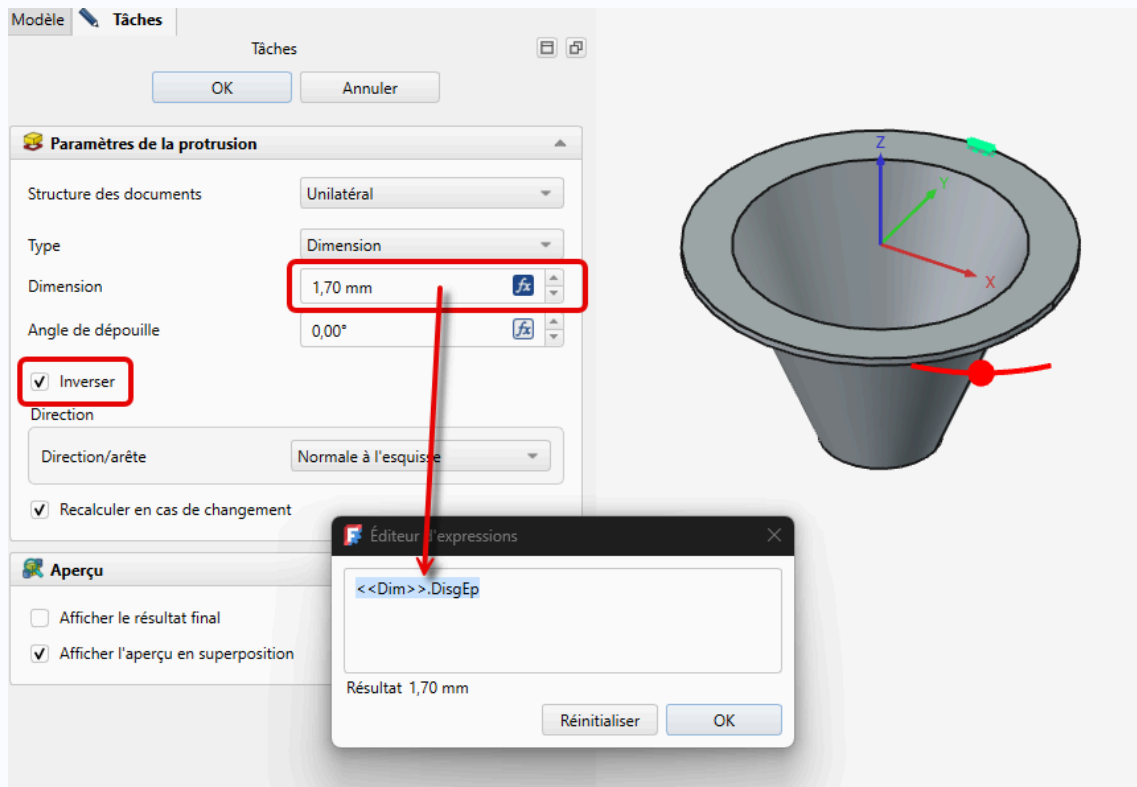 Modèle Tâches
Tâches
OK Annuler
Paramètres de la protrusion
Structure des documents Unilatéral
Type Dimension
Dimension 1,70 mm fx
Angle de dépouille 0,00° fx
Inverser
Direction
Direction/arête Normale à l'esquisse
Recalculer en cas de changement
Aperçu
Afficher le résultat final
Afficher l'aperçu en superposition
Éditeur d'expressions
<<Dim>>.DisgEp
Résultat 1,70 mm
Réinitialiser OK
Z
Y
X